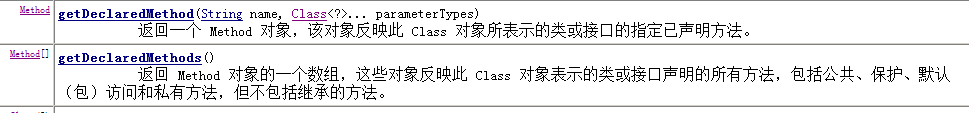 Method getDeclaredMethod(String name, Class<?>... parameterTypes)
返回一个 Method 对象，该对象反映此 Class 对象所表示的类或接口的指定已声明方法。
Method[] getDeclaredMethods()
返回 Method 对象的一个数组，这些对象反映此 Class 对象表示的类或接口声明的所有方法，包括公共、保护、默认
（包）访问和私有方法，但不包括继承的方法。